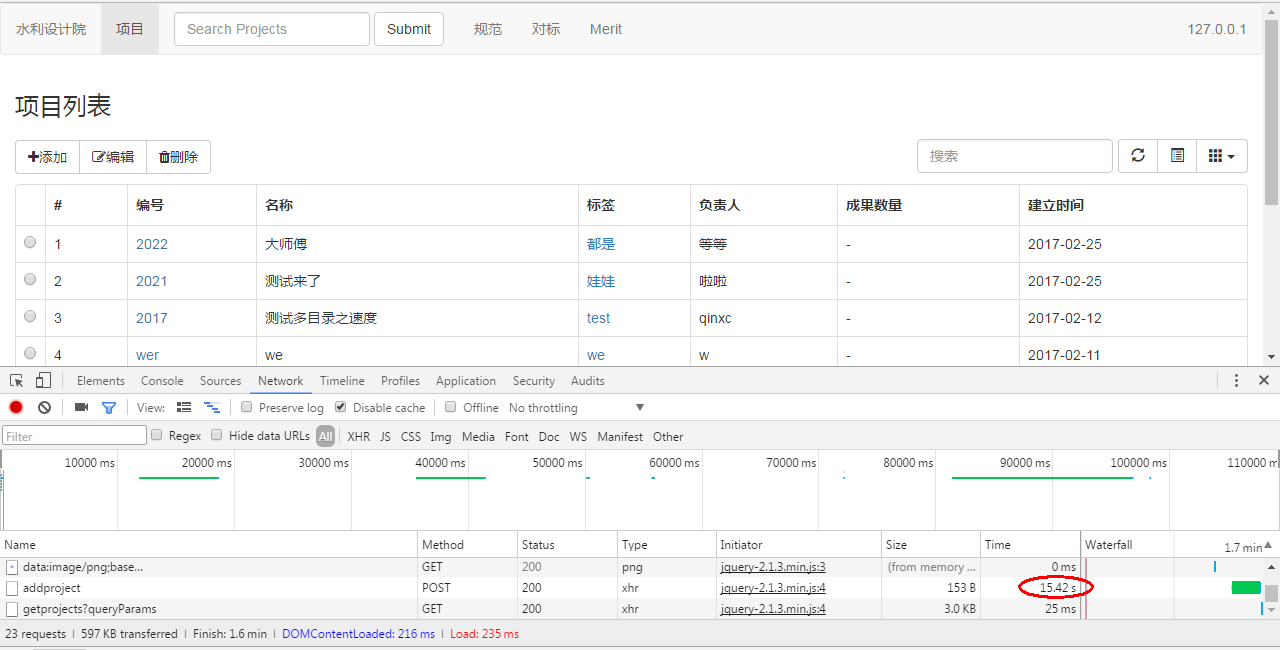 水利设计院 项目 Search Projects Submit 规范 对标 Merit 127.0.0.1
项目列表
添加 编辑 删除 搜索
# 编号 名称 标签 负责人 成果数量 建立时间
1 2022 大师傅 都是 等等 - 2017-02-25
2 2021 测试来了 娃娃 啦啦 - 2017-02-25
3 2017 测试多目录之速度 test qinxc - 2017-02-12
4 wer we we w - 2017-02-11
Elements Console Sources Network Timeline Profiles Application Security Audits
View: Preserve log Disable cache Offline No throttling
Filter Regex Hide data URLs All XHR JS CSS Img Media Font Doc WS Manifest Other
10000 ms 20000 ms 30000 ms 40000 ms 50000 ms 60000 ms 70000 ms 80000 ms 90000 ms 100000 ms 110000 m
Name Method Status Type Initiator Size Time Waterfall 1.7 min
data:image/png;base... GET 200 png jquery-2.1.3.min.js:3 (from memory ... 0 ms
addproject POST 200 xhr jquery-2.1.3.min.js:4 153 B 15.42 s
getprojects?queryParams GET 200 xhr jquery-2.1.3.min.js:4 3.0 KB 25 ms
23 requests | 597 KB transferred | Finish: 1.6 min | DOMContentLoaded: 216 ms | Load: 235 ms